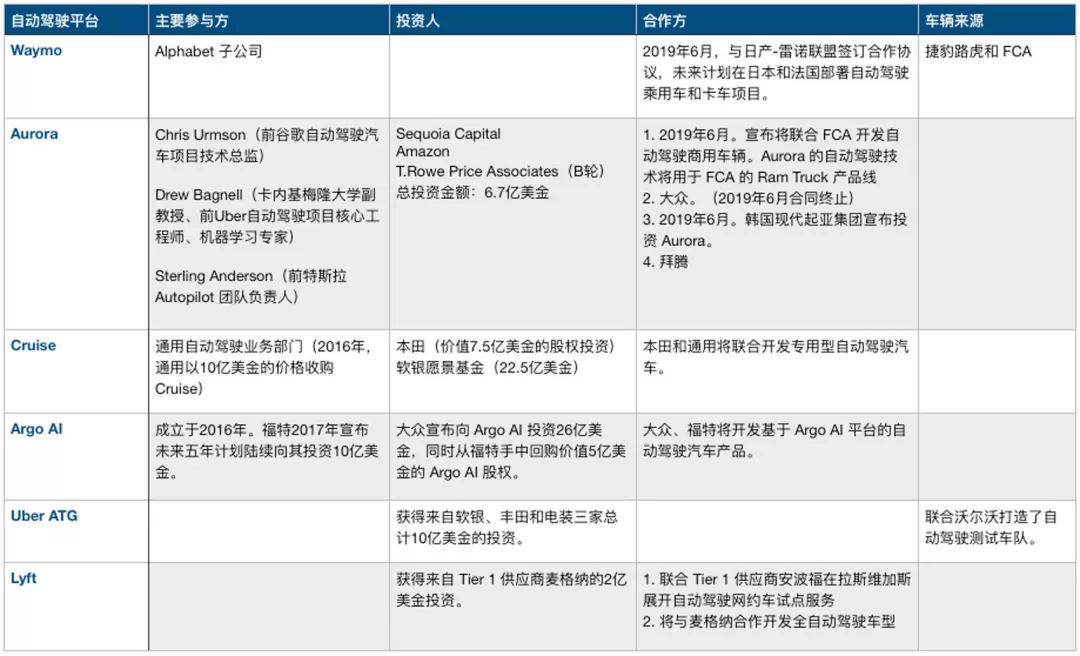 自动驾驶平台
主要参与方
投资人
合作方
车辆来源
Waymo
Alphabet 子公司
2019年6月，与日产-雷诺联盟签订合作协
议，未来计划在日本和法国部署自动驾驶
乘用车和卡车项目。
捷豹路虎和 FCA
Aurora
Chris Urmson（前谷歌自动驾驶汽
车项目技术总监）
Drew Bagnell（卡内基梅隆大学副
教授、前Uber自动驾驶项目核心工
程师、机器学习专家）
Sterling Anderson（前特斯拉
Autopilot 团队负责人）
Sequoia Capital
Amazon
T.Rowe Price Associates（B轮）
总投资金额：6.7亿美金
1. 2019年6月。宣布将联合 FCA 开发自
动驾驶商用车辆。Aurora 的自动驾驶技
术将用于 FCA 的 Ram Truck 产品线
2. 大众。（2019年6月合同终止）
3. 2019年6月。韩国现代起亚集团宣布投
资 Aurora。
4. 拜腾
Cruise
通用自动驾驶业务部门（2016年，
通用以10亿美金的价格收购
Cruise）
本田（价值7.5亿美金的股权投资）
软银愿景基金（22.5亿美金）
本田和通用将联合开发专用型自动驾驶汽
车。
Argo AI
成立于2016年。福特2017年宣布
未来五年计划陆续向其投资10亿美
金。
大众宣布向 Argo AI 投资26亿美
金，同时从福特手中回购价值5亿美
金的 Argo AI 股权。
大众、福特将开发基于 Argo AI 平台的自
动驾驶汽车产品。
Uber ATG
获得来自软银、丰田和电装三家总
计10亿美金的投资。
联合沃尔沃打造了自
动驾驶测试车队。
Lyft
获得来自 Tier 1 供应商麦格纳的2亿
美金投资。
1. 联合 Tier 1 供应商安波福在拉斯维加斯
展开自动驾驶网约车试点服务
2. 将与麦格纳合作开发全自动驾驶车型